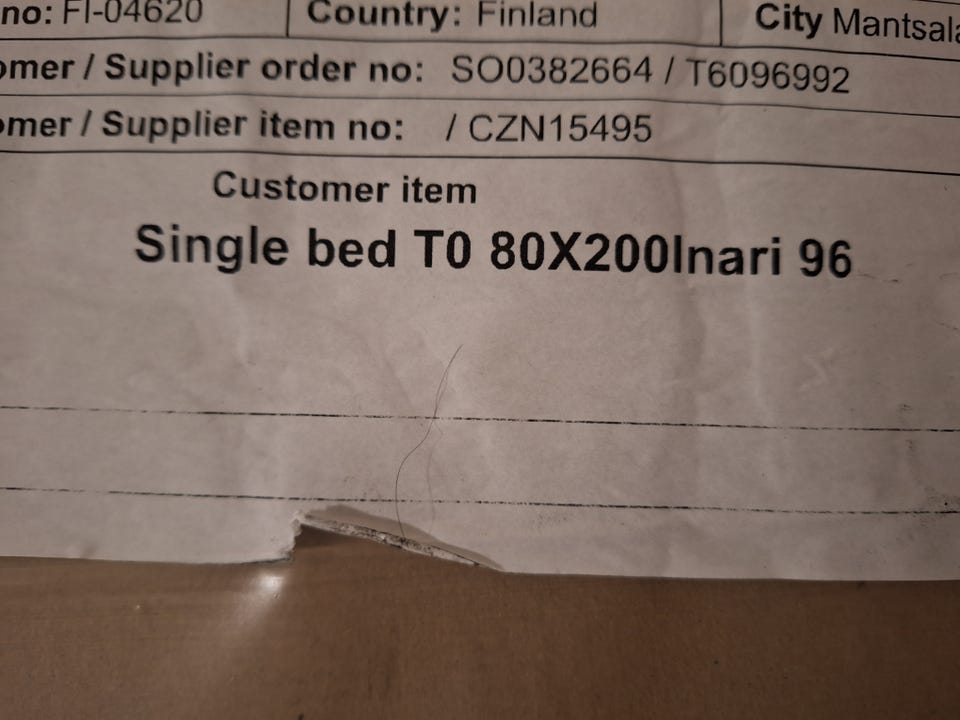 no: FI-04620 Country: Finland City Mantsala
omer / Supplier order no: SO0382664 / T6096992
omer / Supplier item no: / CZN15495
Customer item
Single bed T0 80X200Inari 96